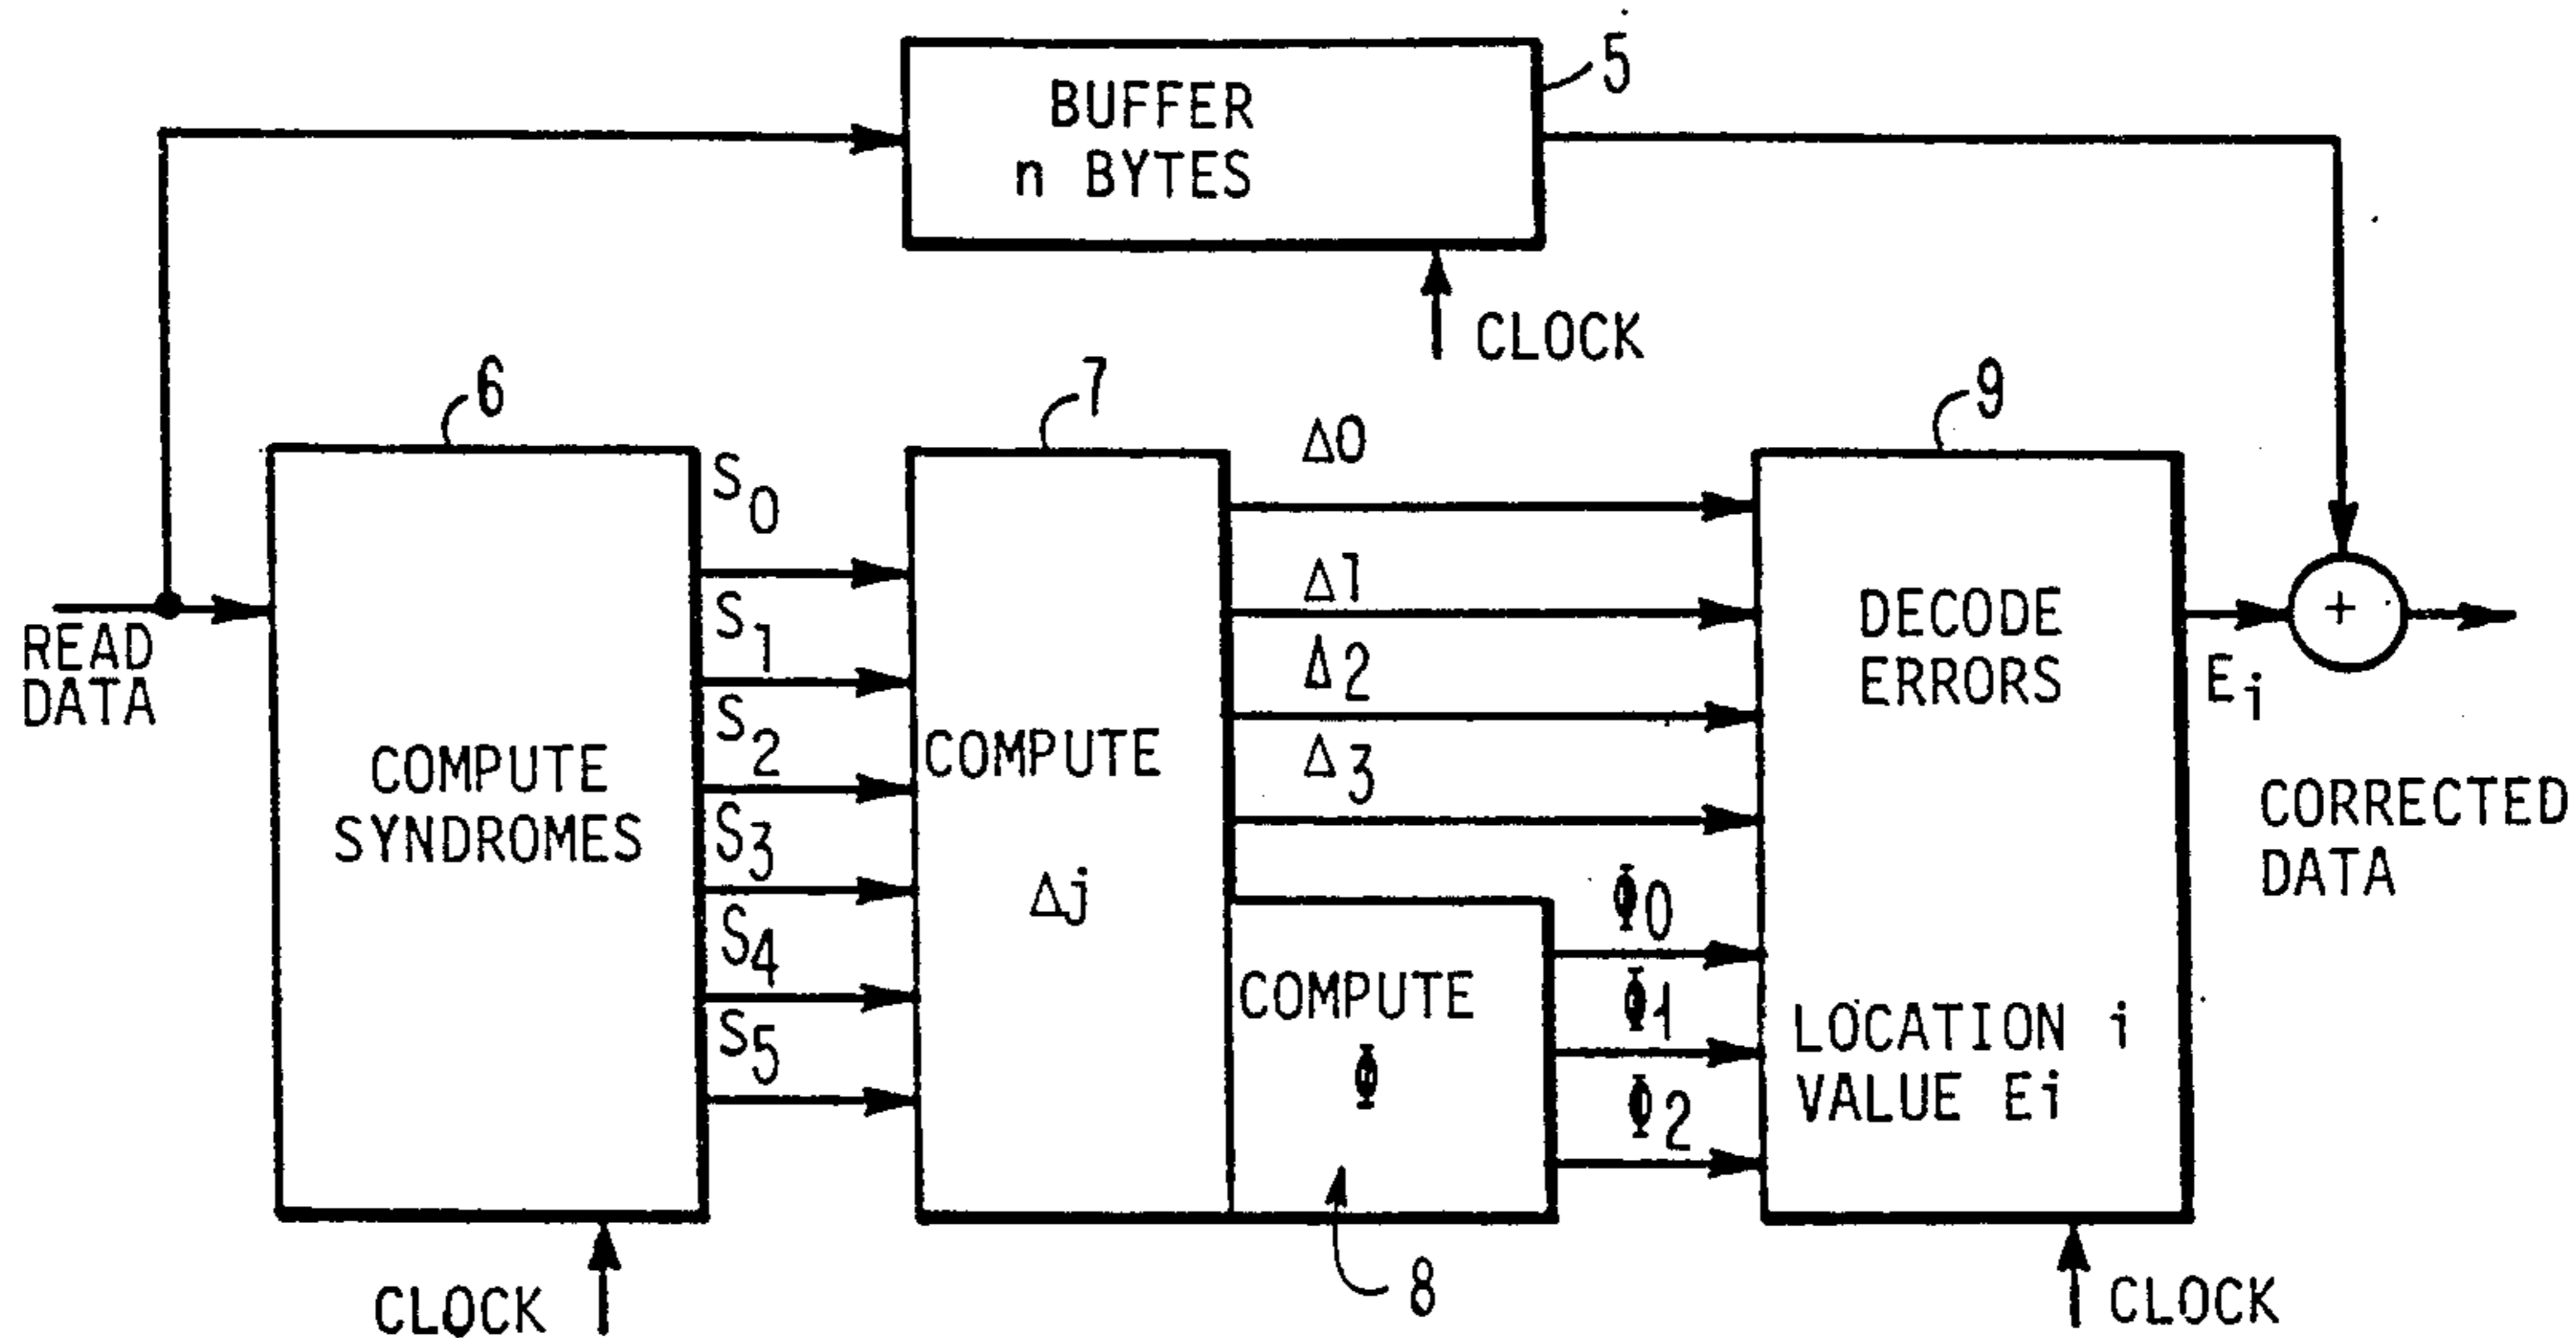 BUFFER
n BYTES
5
CLOCK
6
7
9
READ
DATA
COMPUTE
SYNDROMES
S0
S1
S2
S3
S4
S5
CLOCK
COMPUTE
Δj
Δ0
Δ1
Δ2
Δ3
COMPUTE
Φ
8
Φ0
Φ1
Φ2
DECODE
ERRORS
LOCATION i
VALUE Ei
CLOCK
Ei
+
CORRECTED
DATA